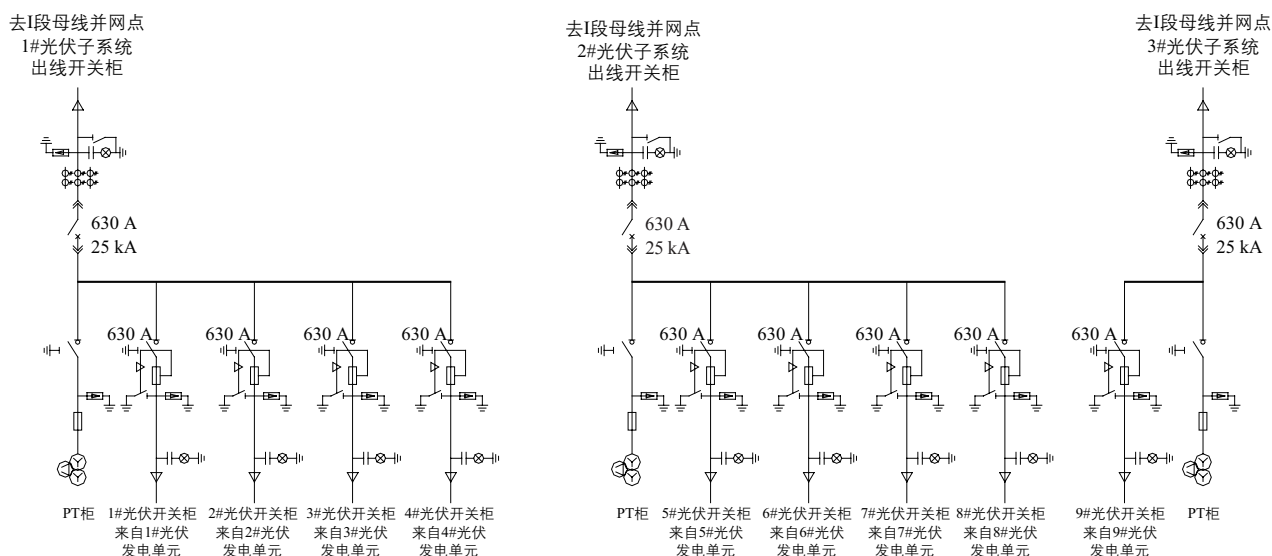 去I段母线并网点
1#光伏子系统
出线开关柜
去I段母线并网点
2#光伏子系统
出线开关柜
去I段母线并网点
3#光伏子系统
出线开关柜
630 A
25 kA
630 A
25 kA
630 A
25 kA
630 A
630 A
630 A
630 A
630 A
630 A
630 A
630 A
630 A
PT柜
1#光伏开关柜
来自1#光伏
发电单元
2#光伏开关柜
来自2#光伏
发电单元
3#光伏开关柜
来自3#光伏
发电单元
4#光伏开关柜
来自4#光伏
发电单元
PT柜
5#光伏开关柜
来自5#光伏
发电单元
6#光伏开关柜
来自6#光伏
发电单元
7#光伏开关柜
来自7#光伏
发电单元
8#光伏开关柜
来自8#光伏
发电单元
9#光伏开关柜
来自9#光伏
发电单元
PT柜